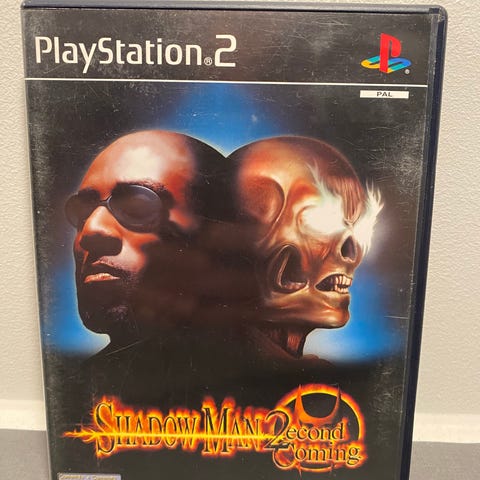 PlayStation®2
PAL
SHADOW MAN 2econd
Coming